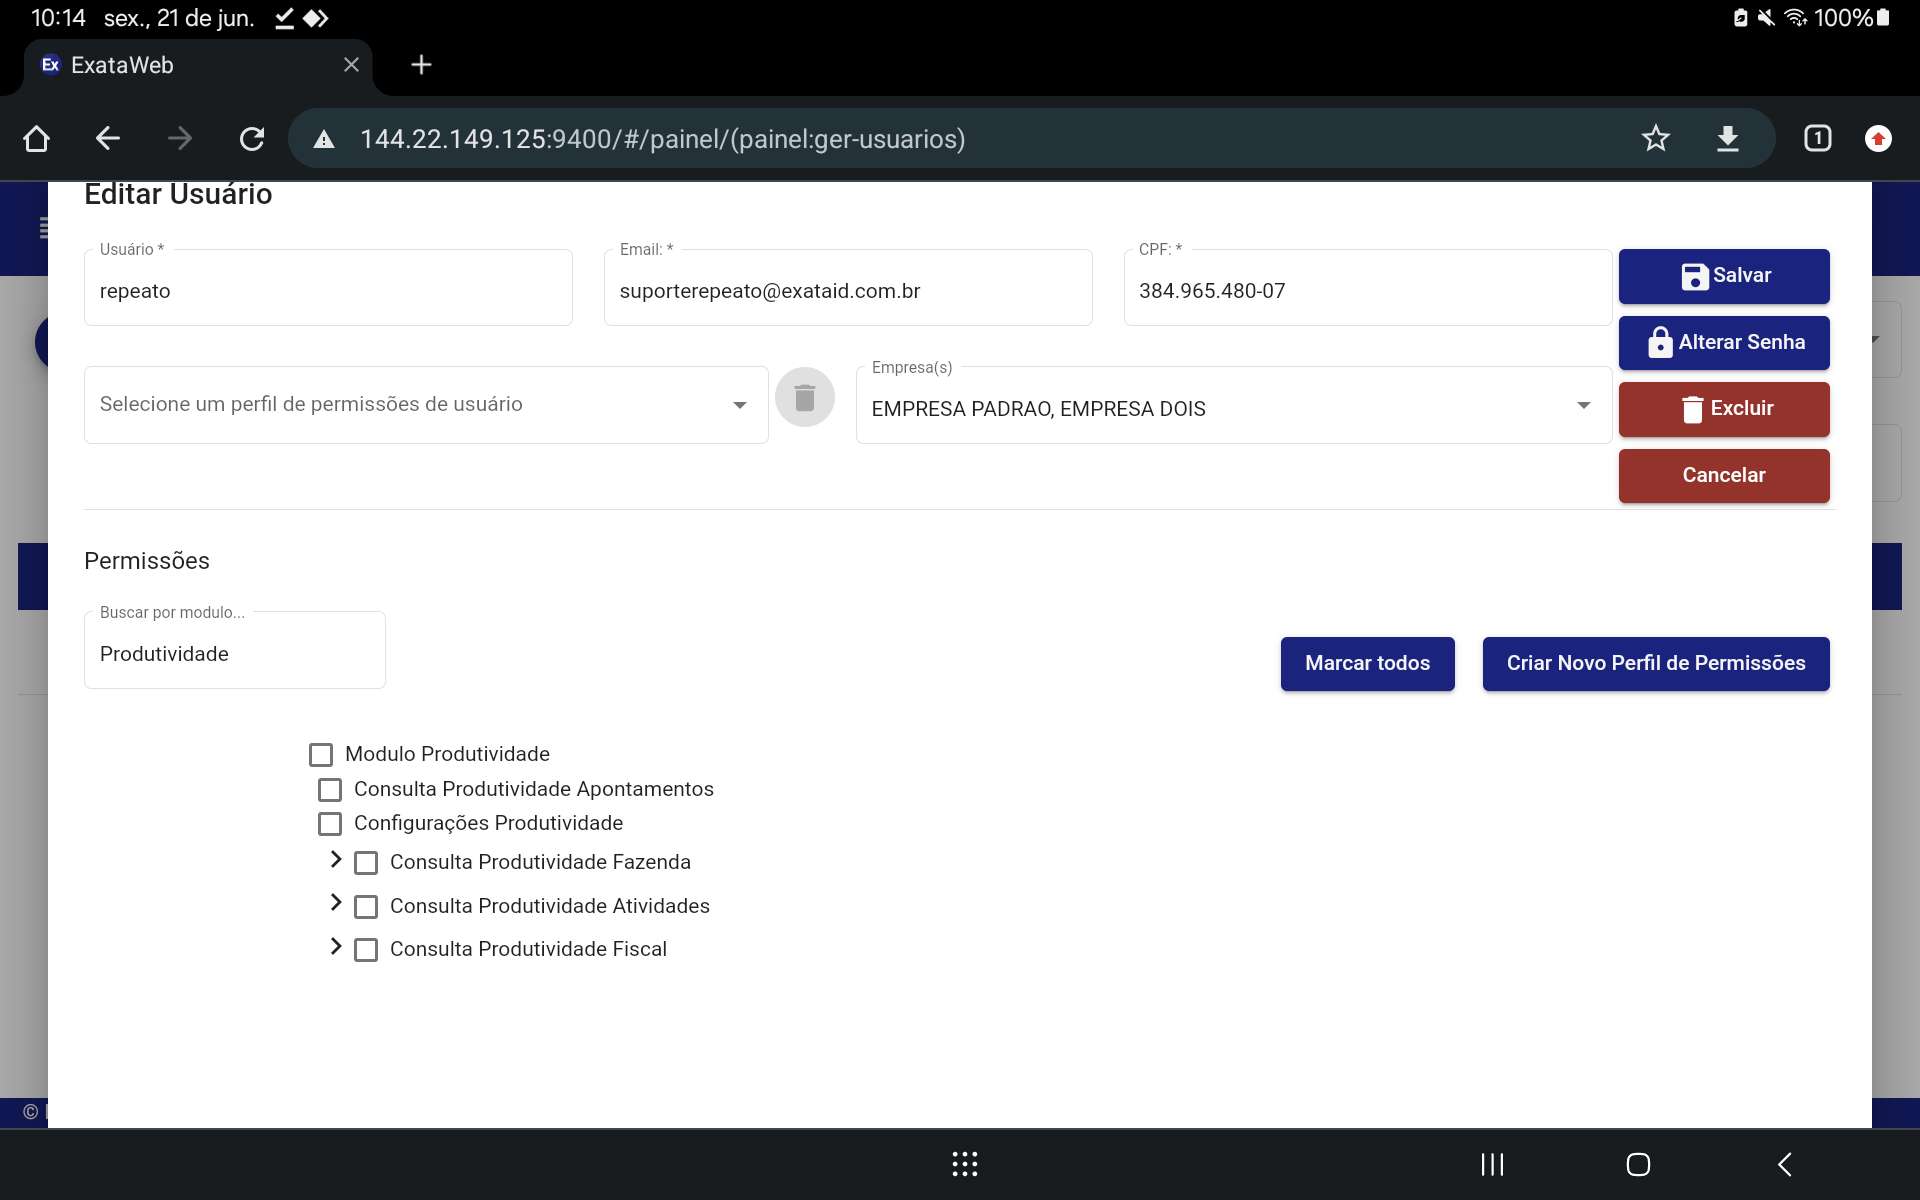 10:14 sex., 21 de jun. 100%
Ex ExataWeb
144.22.149.125:9400/#/painel/(painel:ger-usuarios) 1
Editar Usuário
Usuário * Email: * CPF: *
repeato suporterepeato@exataid.com.br 384.965.480-07 Salvar
Alterar Senha
Empresa(s)
Selecione um perfil de permissões de usuário EMPRESA PADRAO, EMPRESA DOIS Excluir
Cancelar
Permissões
Buscar por modulo...
Produtividade Marcar todos Criar Novo Perfil de Permissões
Modulo Produtividade
Consulta Produtividade Apontamentos
Configurações Produtividade
Consulta Produtividade Fazenda
Consulta Produtividade Atividades
Consulta Produtividade Fiscal
©